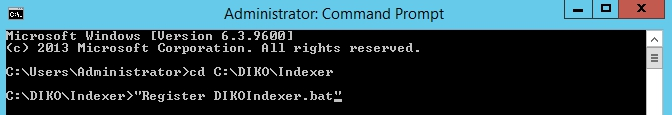 Administrator: Command Prompt
Microsoft Windows [Version 6.3.9600]
(c) 2013 Microsoft Corporation. All rights reserved.
C:\Users\Administrator>cd C:\DIKO\Indexer
C:\DIKO\Indexer>"Register DIKOIndexer.bat"